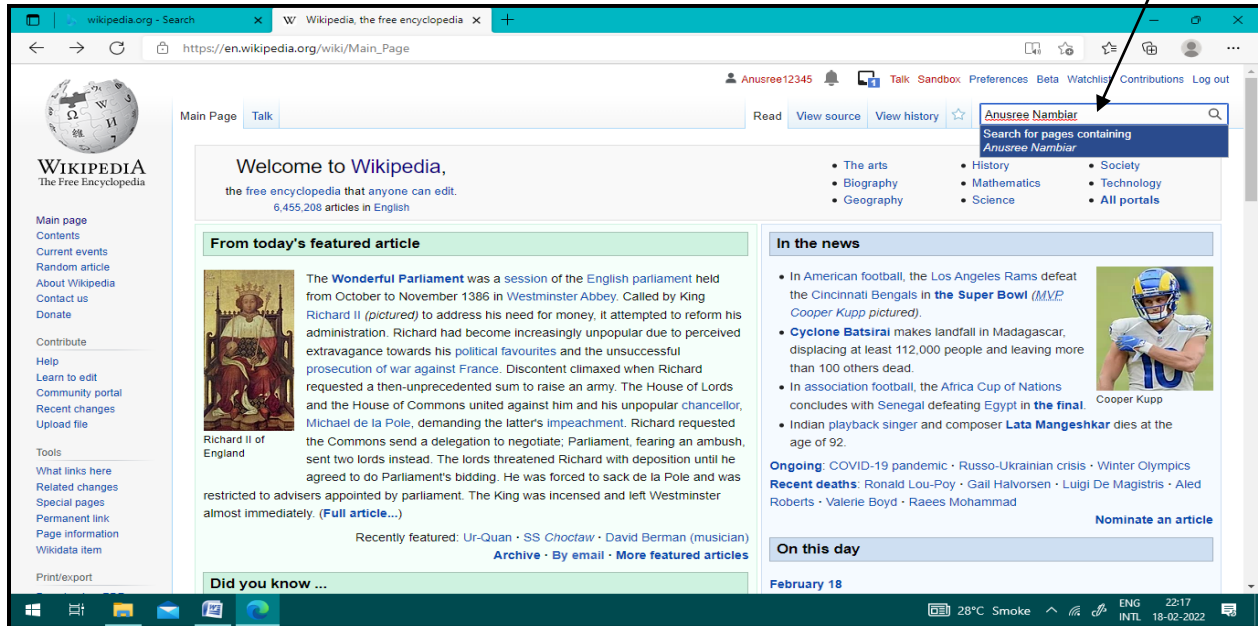 wikipedia.org - Search
Wikipedia, the free encyclopedia
https://en.wikipedia.org/wiki/Main_Page
Anusree12345 1 Talk Sandbox Preferences Beta Watchlist Contributions Log out
Main Page Talk Read View source View history Anusree Nambiar
Search for pages containing
Anusree Nambiar
WIKIPEDIA
The Free Encyclopedia
Main page
Contents
Current events
Random article
About Wikipedia
Contact us
Donate
Contribute
Help
Learn to edit
Community portal
Recent changes
Upload file
Tools
What links here
Related changes
Special pages
Permanent link
Page information
Wikidata item
Print/export
Welcome to Wikipedia,
the free encyclopedia that anyone can edit.
6,455,208 articles in English
• The arts
• Biography
• Geography
• History
• Mathematics
• Science
• Society
• Technology
• All portals
From today's featured article
The Wonderful Parliament was a session of the English parliament held
from October to November 1386 in Westminster Abbey. Called by King
Richard II (pictured) to address his need for money, it attempted to reform his
administration. Richard had become increasingly unpopular due to perceived
extravagance towards his political favourites and the unsuccessful
prosecution of war against France. Discontent climaxed when Richard
requested a then-unprecedented sum to raise an army. The House of Lords
and the House of Commons united against him and his unpopular chancellor,
Michael de la Pole, demanding the latter's impeachment. Richard requested
the Commons send a delegation to negotiate; Parliament, fearing an ambush,
sent two lords instead. The lords threatened Richard with deposition until he
agreed to do Parliament's bidding. He was forced to sack de la Pole and was
restricted to advisers appointed by parliament. The King was incensed and left Westminster
almost immediately. (Full article...)
Richard II of
England
Recently featured: Ur-Quan · SS Choctaw · David Berman (musician)
Archive · By email · More featured articles
Did you know ...
In the news
• In American football, the Los Angeles Rams defeat
the Cincinnati Bengals in the Super Bowl (MVP
Cooper Kupp pictured).
• Cyclone Batsirai makes landfall in Madagascar,
displacing at least 112,000 people and leaving more
than 100 others dead.
• In association football, the Africa Cup of Nations
concludes with Senegal defeating Egypt in the final.
• Indian playback singer and composer Lata Mangeshkar dies at the
age of 92.
Cooper Kupp
Ongoing: COVID-19 pandemic · Russo-Ukrainian crisis · Winter Olympics
Recent deaths: Ronald Lou-Poy · Gail Halvorsen · Luigi De Magistris · Aled
Roberts · Valerie Boyd · Raees Mohammad
Nominate an article
On this day
February 18
28°C Smoke
ENG
INTL
22:17
18-02-2022